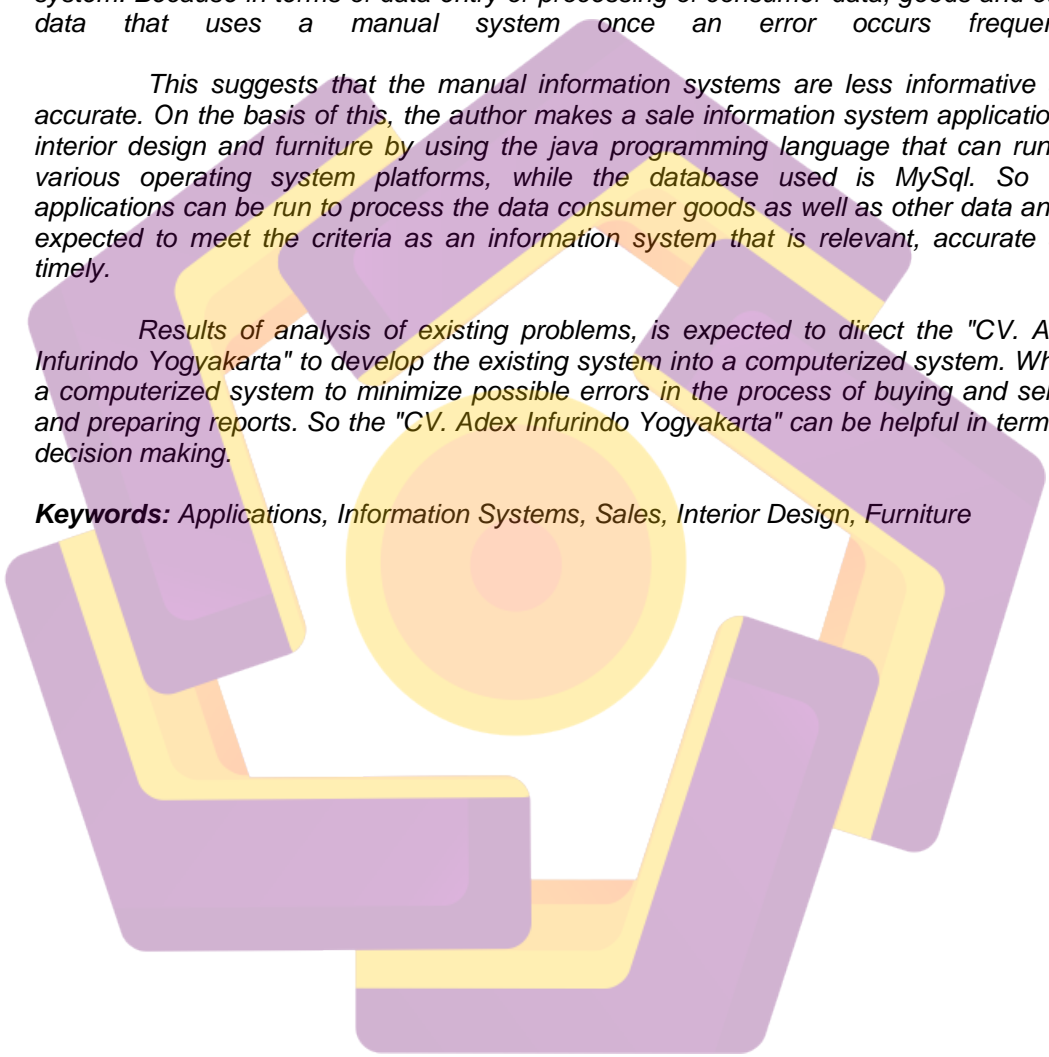 data that uses a manual system once an error occurs
This suggests that the manual information systems are less informative
accurate. On the basis of this, the author makes a sale information system
interior design and furniture by using the java programming language that can run
various operating system platforms, while the database used is MySql. So
applications can be run to process the data consumer goods as well as other data
expected to meet the criteria as an information system that is relevant, accurate
timely.
Results of analysis of existing problems, is expected to direct the "CV.
Infurindo Yogyakarta" to develop the existing system into a computerized system.
a computerized system to minimize possible errors in the process of buying and
and preparing reports. So the "CV. Adex Infurindo Yogyakarta" can be helpful in
decision making.
Keywords: Applications, Information Systems, Sales, Interior Design, Furniture